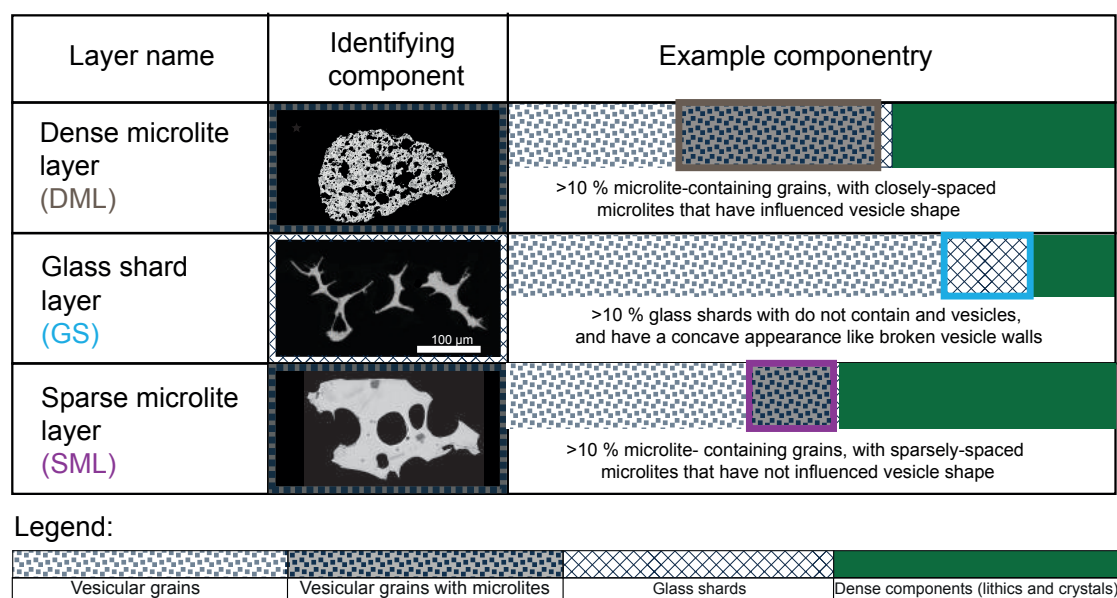 Layer name
Identifying
component
Example componentry
Dense microlite
layer
(DML)
>10 % microlite-containing grains, with closely-spaced
microlites that have influenced vesicle shape
Glass shard
layer
(GS)
100 µm
>10 % glass shards with do not contain and vesicles,
and have a concave appearance like broken vesicle walls
Sparse microlite
layer
(SML)
>10 % microlite- containing grains, with sparsely-spaced
microlites that have not influenced vesicle shape
Legend:
Vesicular grains
Vesicular grains with microlites
Glass shards
Dense components (lithics and crystals)